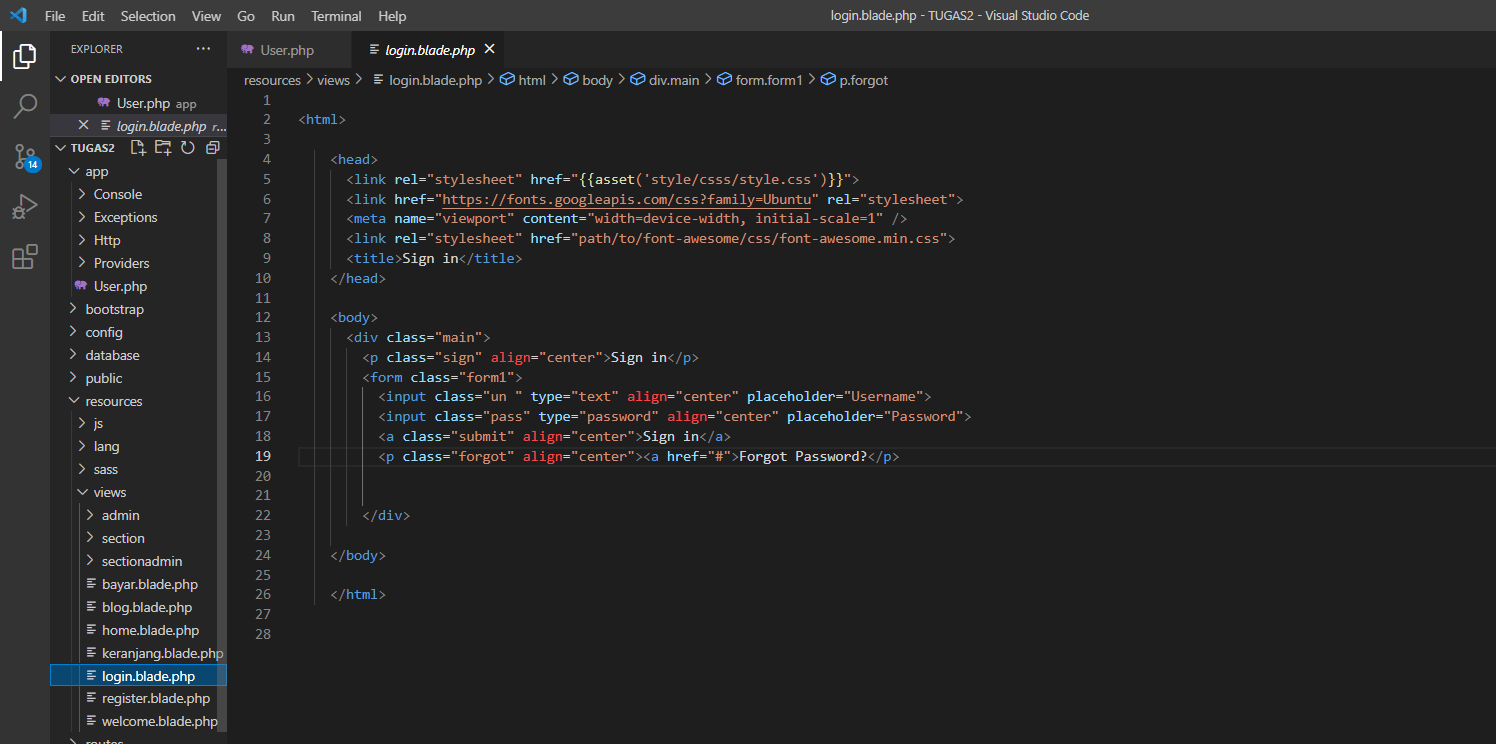 File Edit Selection View Go Run Terminal Help login.blade.php - TUGAS2 - Visual Studio Code
EXPLORER ···
OPEN EDITORS
User.php app
login.blade.php r...
14
TUGAS2
app
Console
Exceptions
Http
Providers
User.php
bootstrap
config
database
public
resources
js
lang
sass
views
admin
section
sectionadmin
bayar.blade.php
blog.blade.php
home.blade.php
keranjang.blade.php
login.blade.php
register.blade.php
welcome.blade.php
routes
User.php login.blade.php
resources > views > login.blade.php > html > body > div.main > form.form1 > p.forgot
1
2 <html>
3
4 <head>
5 <link rel="stylesheet" href="{{asset('style/csss/style.css')}}">
6 <link href="https://fonts.googleapis.com/css?family=Ubuntu" rel="stylesheet">
7 <meta name="viewport" content="width=device-width, initial-scale=1" />
8 <link rel="stylesheet" href="path/to/font-awesome/css/font-awesome.min.css">
9 <title>Sign in</title>
10 </head>
11
12 <body>
13 <div class="main">
14 <p class="sign" align="center">Sign in</p>
15 <form class="form1">
16 <input class="un " type="text" align="center" placeholder="Username">
17 <input class="pass" type="password" align="center" placeholder="Password">
18 <a class="submit" align="center">Sign in</a>
19 <p class="forgot" align="center"><a href="#">Forgot Password?</p>
20
21
22 </div>
23
24 </body>
25
26 </html>
27
28